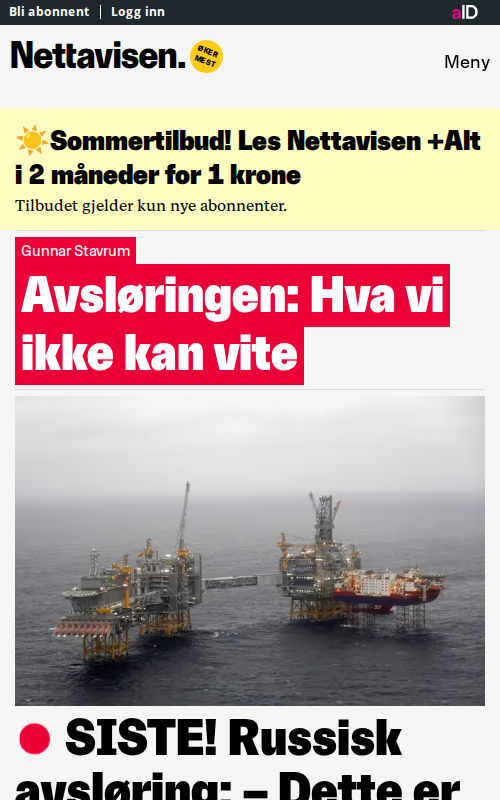 Bli abonnent | Logg inn
aID
Nettavisen.
ØKER
MEST
Meny
☀️Sommertilbud! Les Nettavisen +Alt
i 2 måneder for 1 krone
Tilbudet gjelder kun nye abonnenter.
Gunnar Stavrum
Avsløringen: Hva vi
ikke kan vite
SISTE! Russisk
avsløring: – Dette er